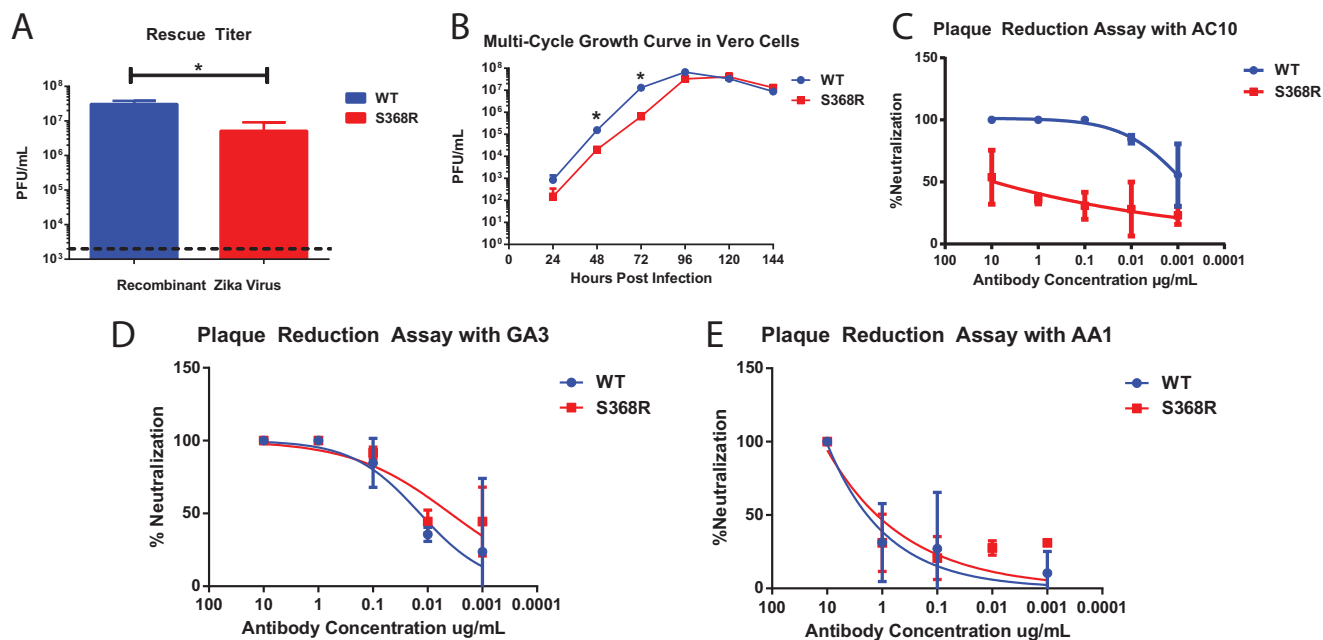 A
Rescue Titer
*
10^8
10^7
10^6
10^5
10^4
10^3
PFU/mL
Recombinant Zika Virus
WT
S368R
B
Multi-Cycle Growth Curve in Vero Cells
*
*
10^8
10^7
10^6
10^5
10^4
10^3
10^2
10^1
10^0
PFU/mL
0 24 48 72 96 120 144
Hours Post Infection
WT
S368R
C
Plaque Reduction Assay with AC10
150
100
50
0
%Neutralization
100 10 1 0.1 0.01 0.001 0.0001
Antibody Concentration µg/mL
WT
S368R
D
Plaque Reduction Assay with GA3
150
100
50
0
% Neutralization
100 10 1 0.1 0.01 0.001 0.0001
Antibody Concentration ug/mL
WT
S368R
E
Plaque Reduction Assay with AA1
150
100
50
0
%Neutralization
100 10 1 0.1 0.01 0.001 0.0001
Antibody Concentration ug/mL
WT
S368R